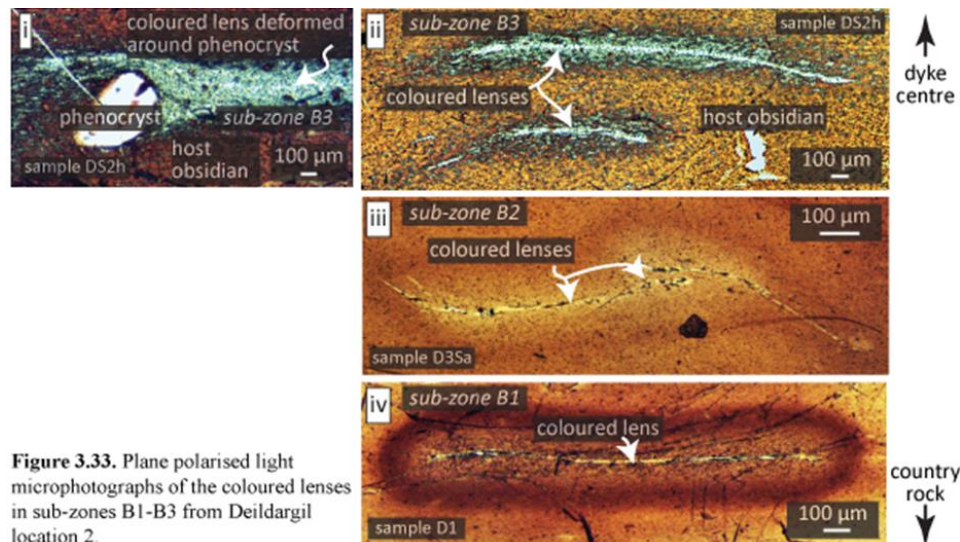 i
coloured lens deformed
around phenocryst
phenocryst
sub-zone B3
sample DS2h
host
obsidian
100 µm
ii
sub-zone B3
sample DS2h
coloured lenses
host obsidian
100 µm
dyke
centre
iii
sub-zone B2
100 µm
coloured lenses
sample D3Sa
iv
sub-zone B1
coloured lens
sample D1
100 µm
country
rock
Figure 3.33. Plane polarised light
microphotographs of the coloured lenses
in sub-zones B1-B3 from Deildargil
location 2.